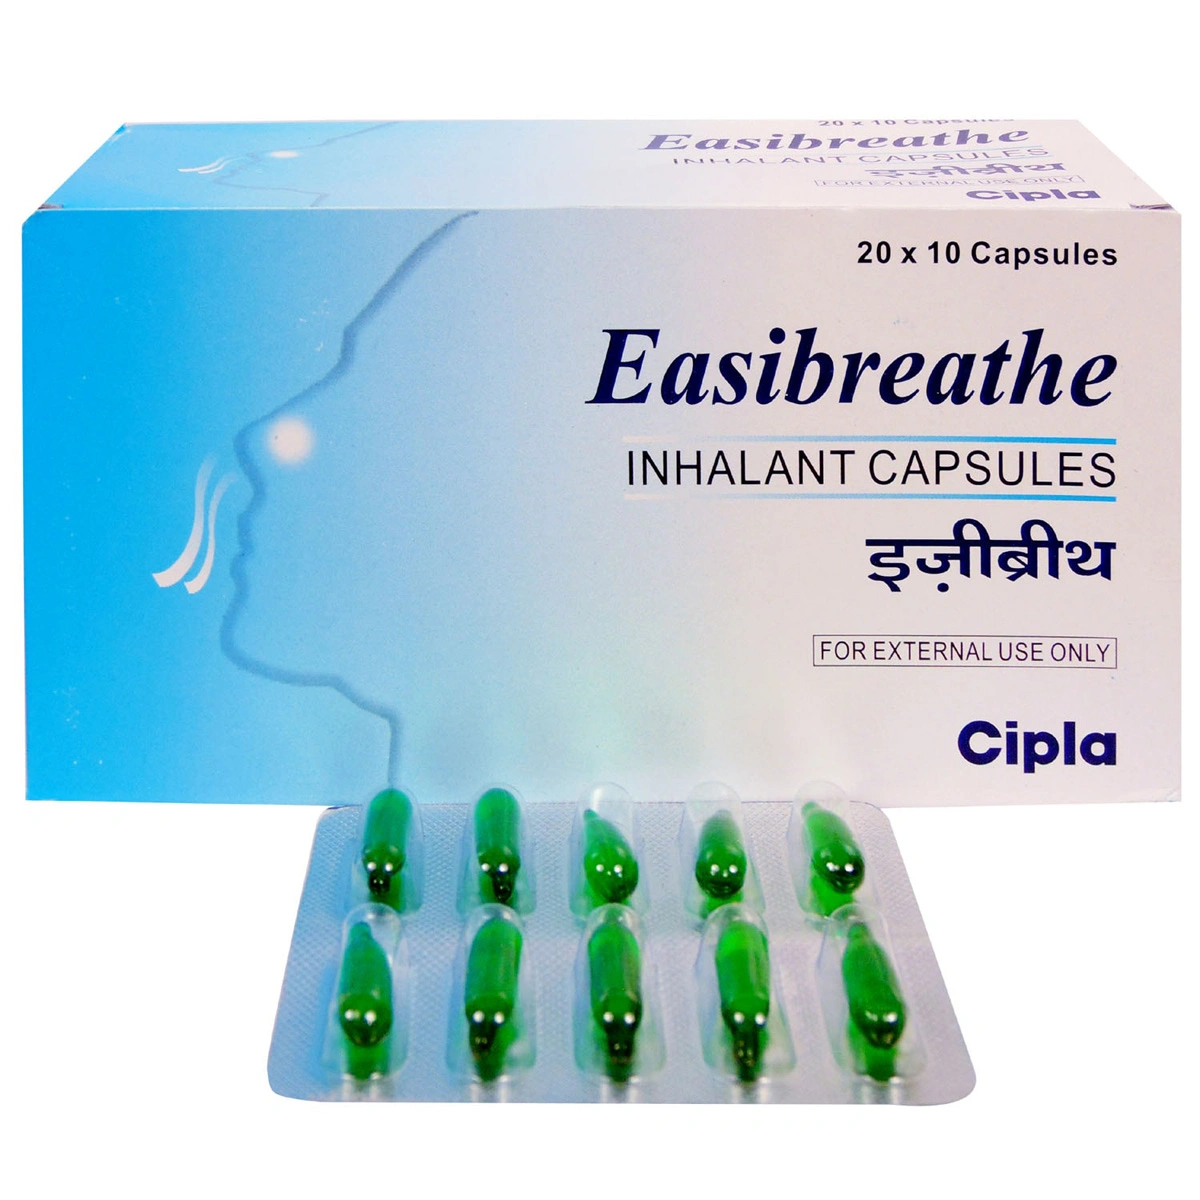 20 x 10 Capsules
Easibreathe
INHALANT CAPSULES
इज़ीब्रीथ
FOR EXTERNAL USE ONLY
Cipla
20 x 10 Capsules
Easibreathe
INHALANT CAPSULES
इज़ीब्रीथ
FOR EXTERNAL USE ONLY
Cipla